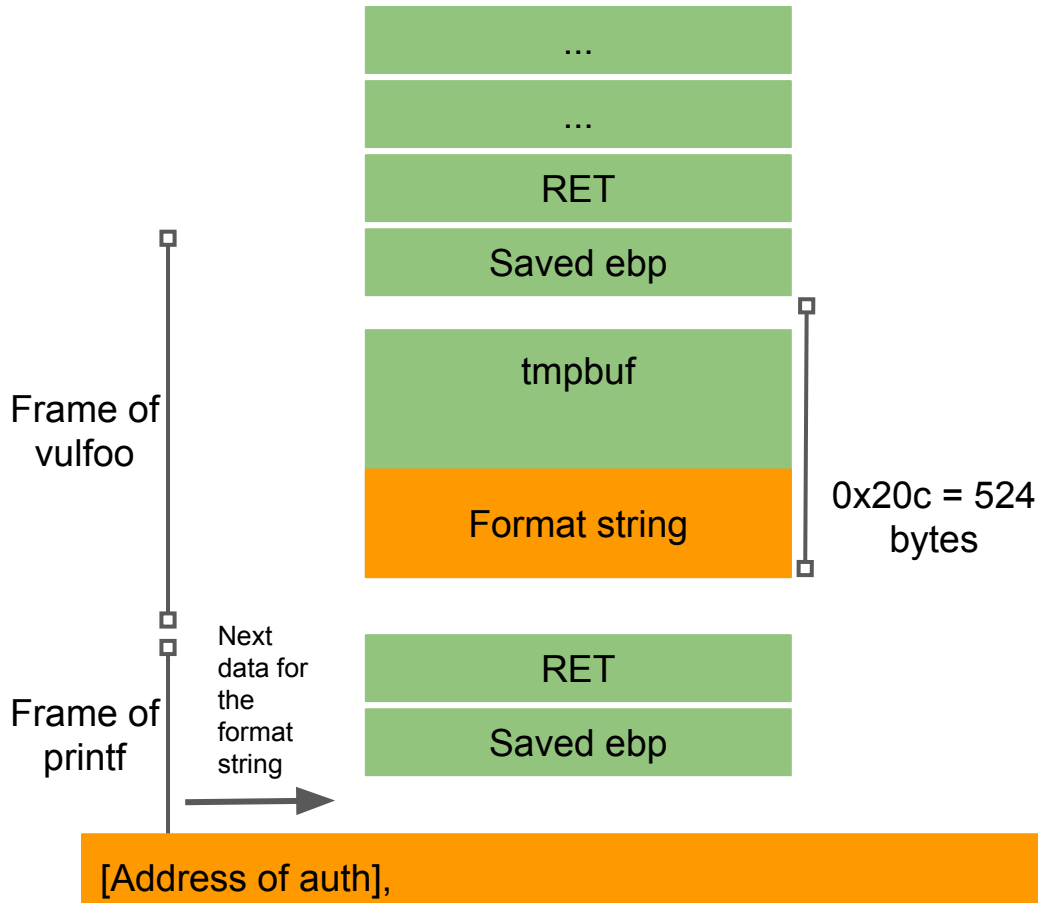 ...
...
RET
Saved ebp
tmpbuf
Frame of
vulfoo
Format string
0x20c = 524
bytes
Next
data for
the
format
string
RET
Frame of
printf
Saved ebp
[Address of auth],